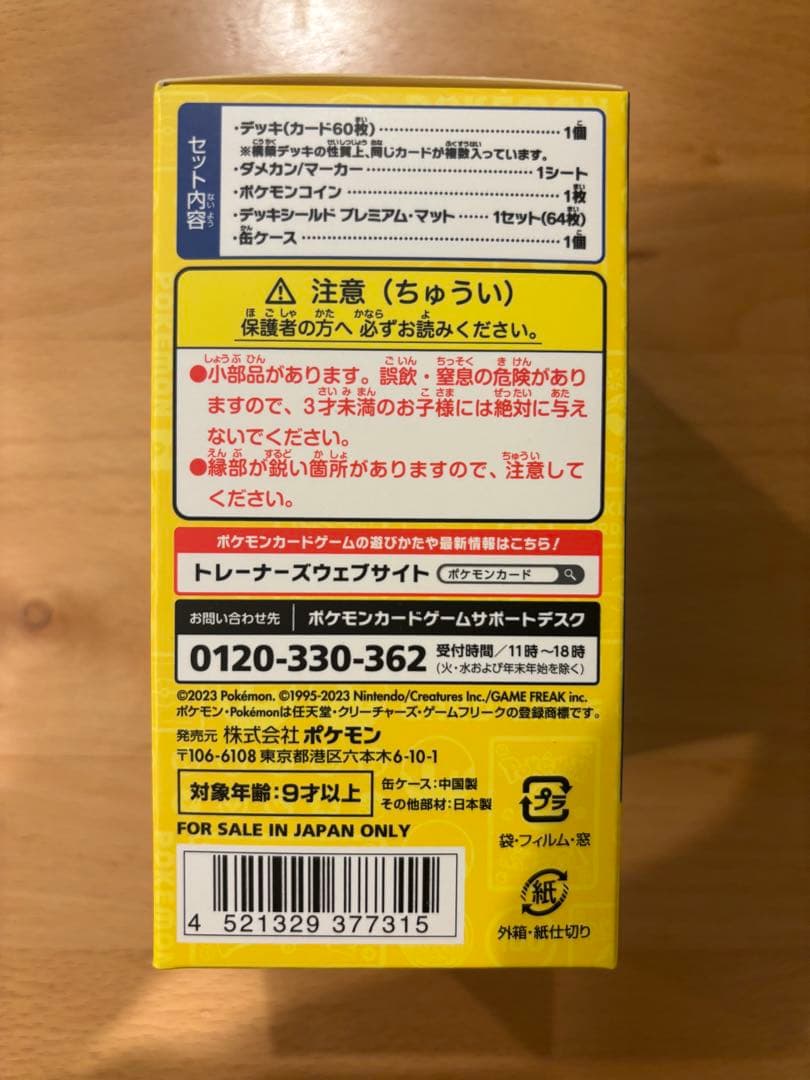 セット内容
・デッキ(カード60枚) 1個
※構築デッキの性質上、同じカードが複数入っています。
・ダメカン/マーカー 1シート
・ポケモンコイン 1枚
・デッキシールド プレミアム・マット 1セット(64枚)
・缶ケース 1個
注意(ちゅうい)
保護者の方へ 必ずお読みください。
●小部品があります。誤飲・窒息の危険があり
ますので、3才未満のお子様には絶対に与え
ないでください。
●縁部が鋭い箇所がありますので、注意して
ください。
ポケモンカードゲームの遊びかたや最新情報はこちら!
トレーナーズウェブサイト ポケモンカード
お問い合わせ先 ポケモンカードゲームサポートデスク
0120-330-362 受付時間/11時〜18時
(火・水および年末年始を除く)
©2023 Pokémon. ©1995-2023 Nintendo/Creatures Inc./GAME FREAK inc.
ポケモン・Pokémonは任天堂・クリーチャーズ・ゲームフリークの登録商標です。
発売元 株式会社 ポケモン
〒106-6108 東京都港区六本木6-10-1
対象年齢:9才以上
缶ケース:中国製
その他部材:日本製
FOR SALE IN JAPAN ONLY
プラ
袋・フィルム・窓
紙
外箱・紙仕切り
4 521329 377315
POKÉMON